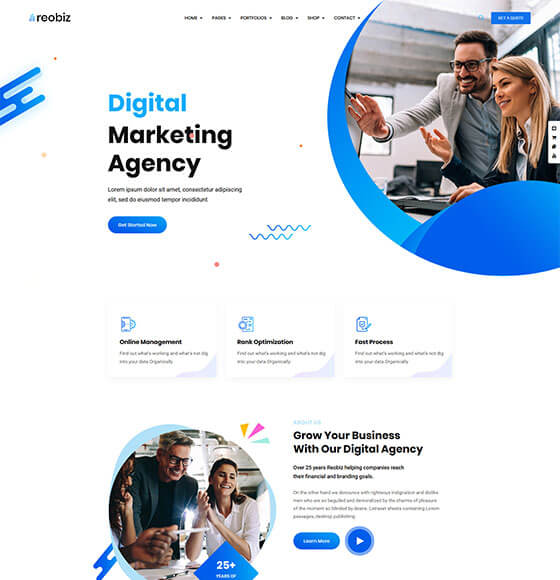 Areobiz
HOME PAGES PORTFOLIOS BLOG SHOP CONTACT
GET A QUOTE
Digital
Marketing
Agency
Lorem ipsum dolor sit amet, consectetur adipiscing
elit, sed do eiusmod tempor incididunt
Get Started Now
Online Management
Find out what's working and what's not dig
into your data Organically.
Rank Optimization
Find out what's working and what's not dig
into your data Organically.
Fast Process
Find out what's working and what's not dig
into your data Organically.
ABOUT US
Grow Your Business
With Our Digital Agency
Over 25 years Reobiz helping companies reach
their financial and branding goals.
On the other hand we denounce with righteous indignation and dislike
men who are so beguiled and demoralized by the charms of pleasure
of the moment so blinded by desire. Letraset sheets containing Lorem
passages, desktop publishing
Learn More
25+
YEARS OF